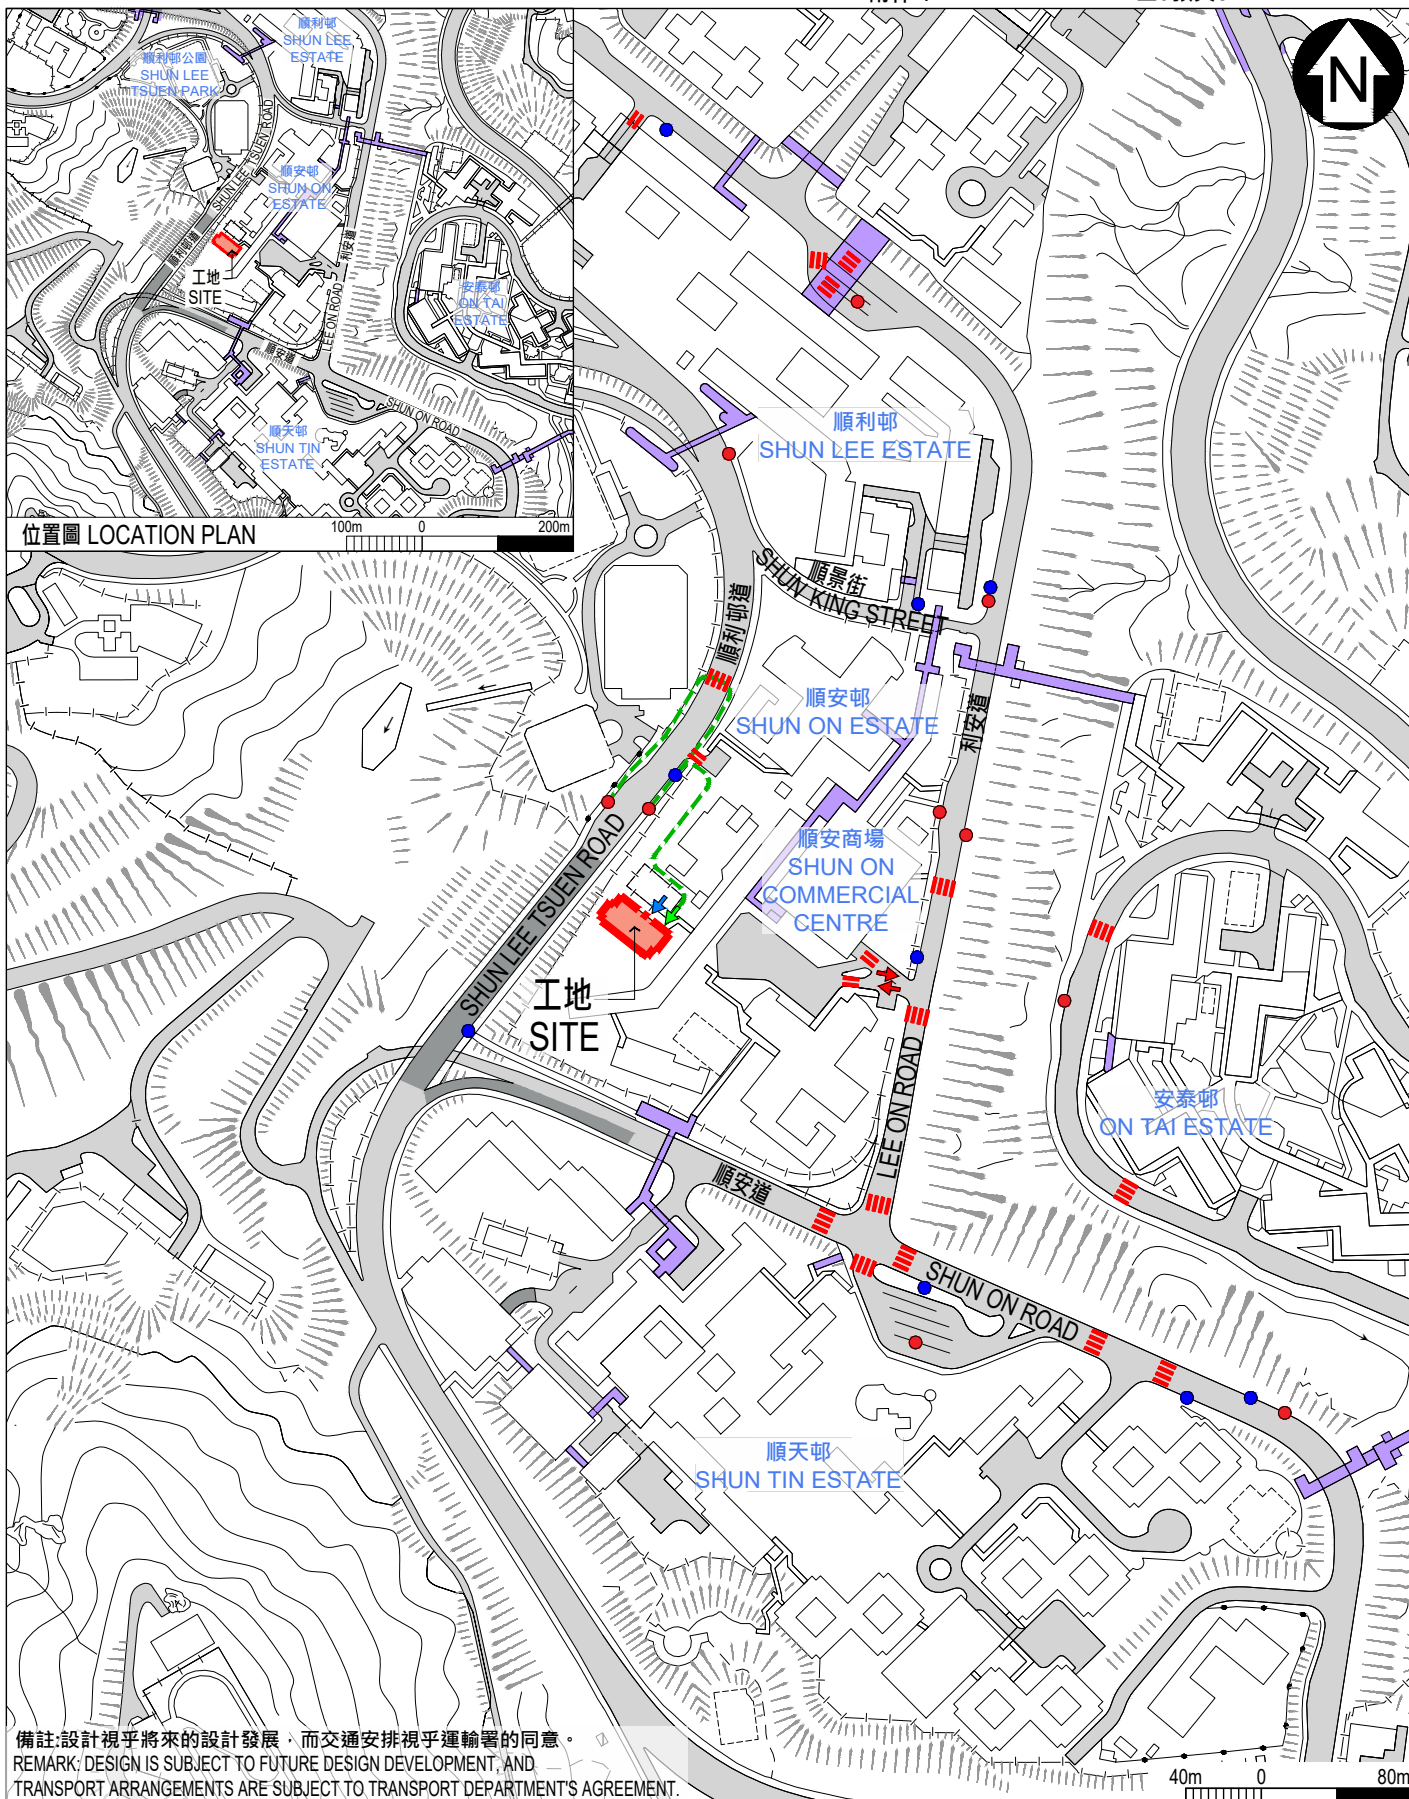 順利邨
SHUN LEE
ESTATE
順利邨公園
SHUN LEE
TSUEN PARK
SHUN LEE TSUEN ROAD
順利邨道
順安邨
SHUN ON
ESTATE
工地
SITE
利安道
LEE ON ROAD
安泰邨
ON TAI
ESTATE
順安道
SHUN ON ROAD
順天邨
SHUN TIN
ESTATE
位置圖 LOCATION PLAN
100m 0 200m
N
順利邨
SHUN LEE ESTATE
順景街
SHUN KING STREET
順利邨道
順安邨
SHUN ON ESTATE
利安道
順安商場
SHUN ON
COMMERCIAL
CENTRE
SHUN LEE TSUEN ROAD
工地
SITE
LEE ON ROAD
安泰邨
ON TAI ESTATE
順安道
SHUN ON ROAD
順天邨
SHUN TIN ESTATE
備註:設計視乎將來的設計發展，而交通安排視乎運輸署的同意。
REMARK: DESIGN IS SUBJECT TO FUTURE DESIGN DEVELOPMENT, AND
TRANSPORT ARRANGEMENTS ARE SUBJECT TO TRANSPORT DEPARTMENT'S AGREEMENT.
40m 0 80m